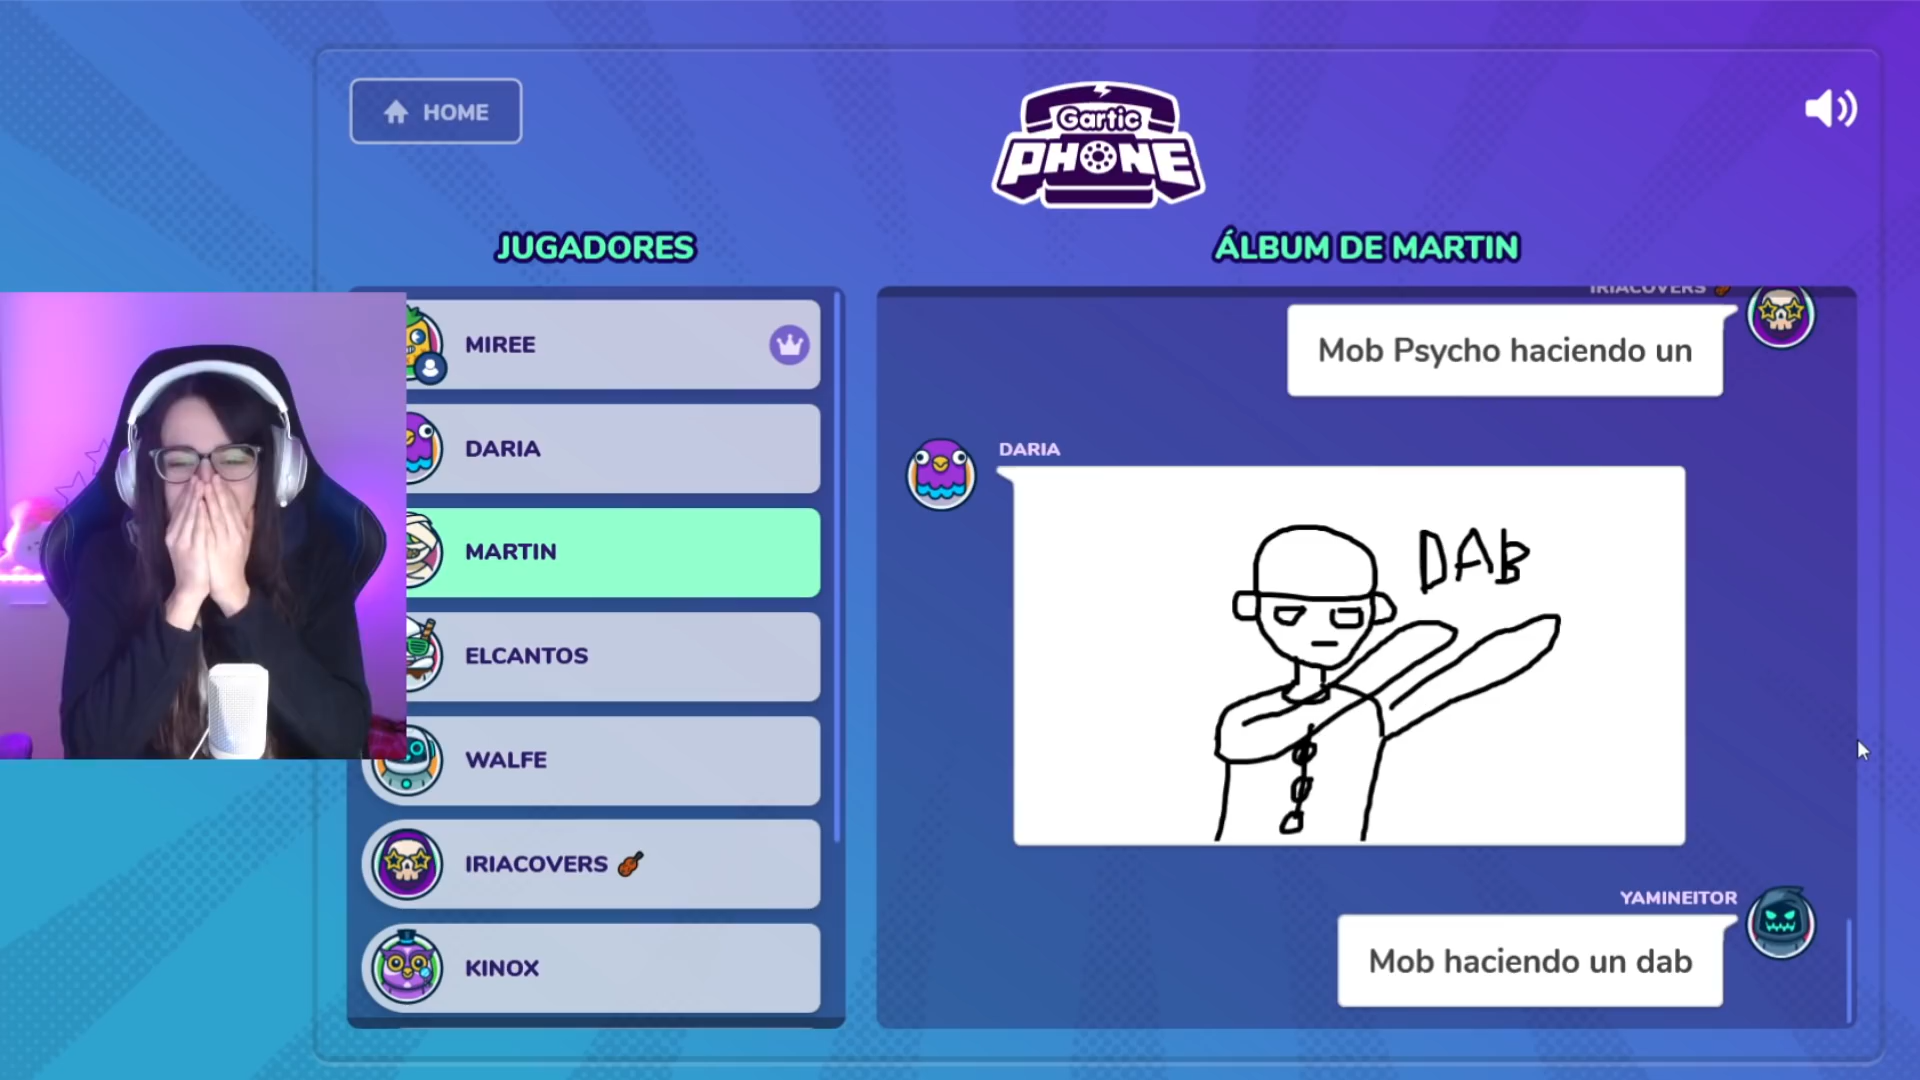 HOME
Gartic
PHONE
JUGADORES
ÁLBUM DE MARTIN
MIREE
DARIA
MARTIN
ELCANTOS
WALFE
IRIACOVERS
KINOX
IRIACOVERS
Mob Psycho haciendo un
DARIA
DAB
YAMINEITOR
Mob haciendo un dab